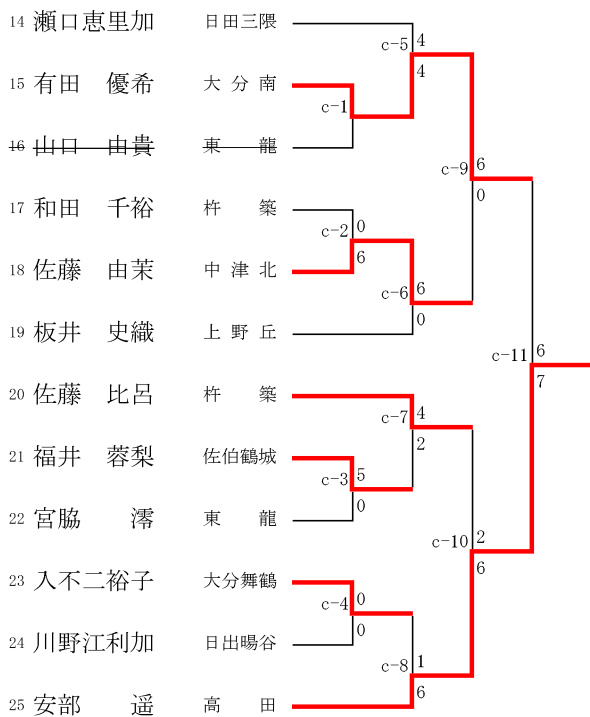 14 瀬口恵里加 日田三隈
c-5 4
4
15 有田 優希 大分南
c-1
16 山口 由貴 東龍
c-9 6
0
17 和田 千裕 杵築
c-2 0
6
18 佐藤 由茉 中津北
c-6 6
0
19 板井 史織 上野丘
c-11 6
7
20 佐藤 比呂 杵築
c-7 4
2
21 福井 蓉梨 佐伯鶴城
c-3 5
0
22 宮脇 澪 東龍
c-10 2
6
23 入不二裕子 大分舞鶴
c-4 0
0
24 川野江利加 日出暘谷
c-8 1
6
25 安部 遥 高田